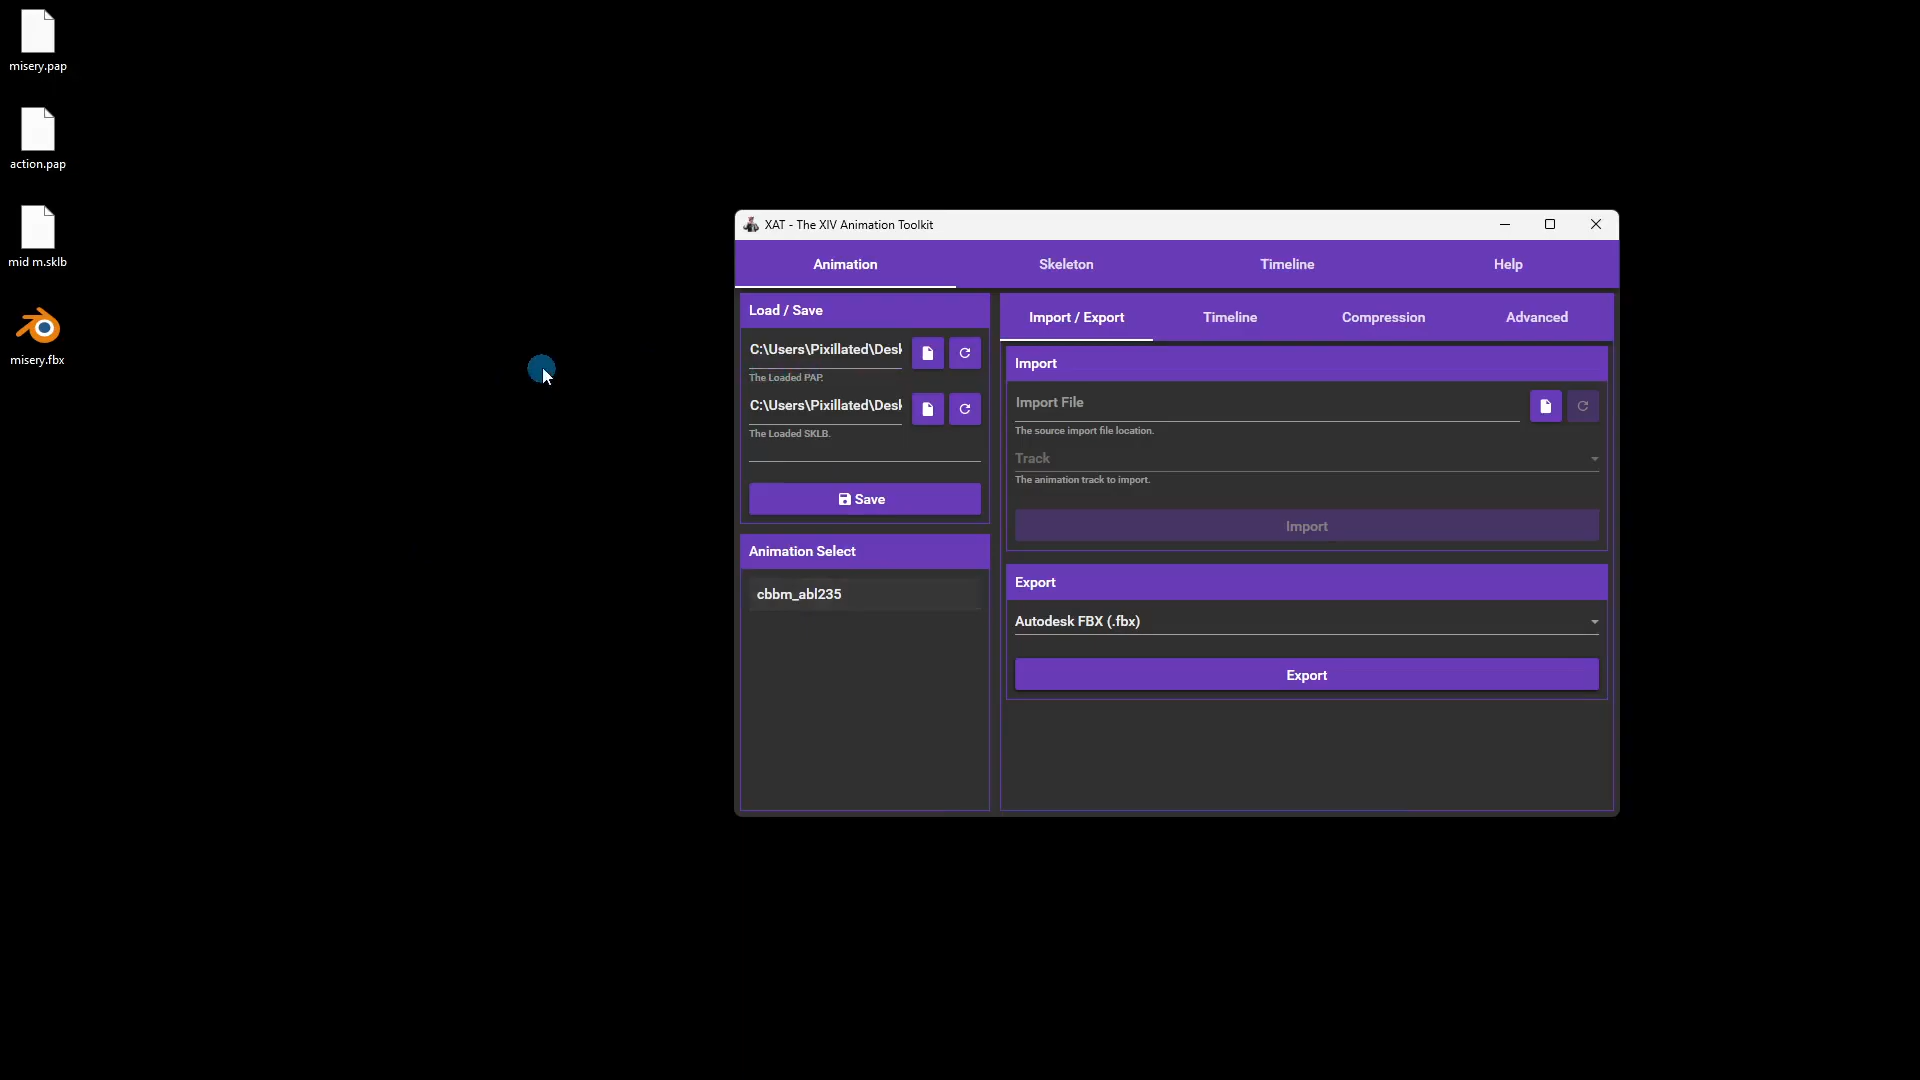 misery.pap
action.pap
mid m.sklb
misery.fbx
XAT - The XIV Animation Toolkit
Animation
Skeleton
Timeline
Help
Load / Save
C:\Users\Pixillated\Desk
The Loaded PAP.
C:\Users\Pixillated\Desk
The Loaded SKLB.
Save
Animation Select
cbbm_abl235
Import / Export
Timeline
Compression
Advanced
Import
Import File
The source import file location.
Track
The animation track to import.
Import
Export
Autodesk FBX (.fbx)
Export